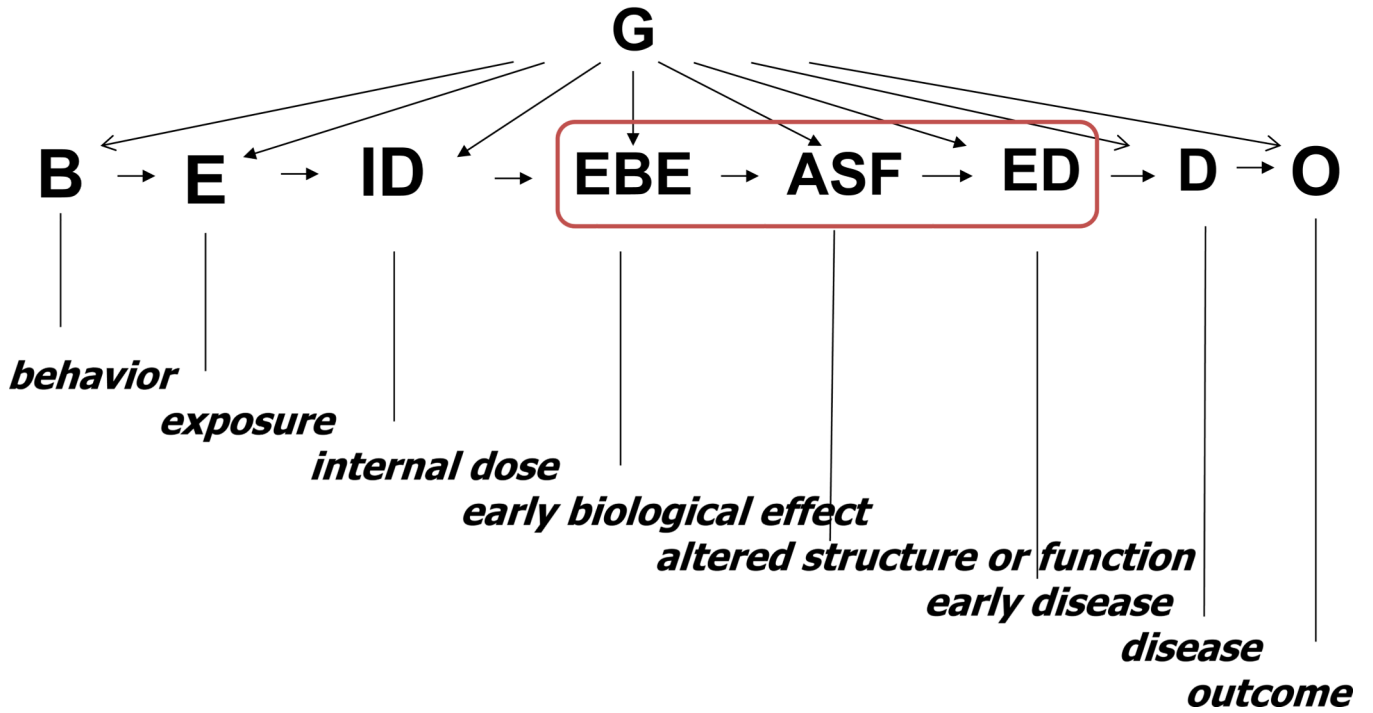 G
B E ID EBE ASF ED D O
behavior
exposure
internal dose
early biological effect
altered structure or function
early disease
disease
outcome